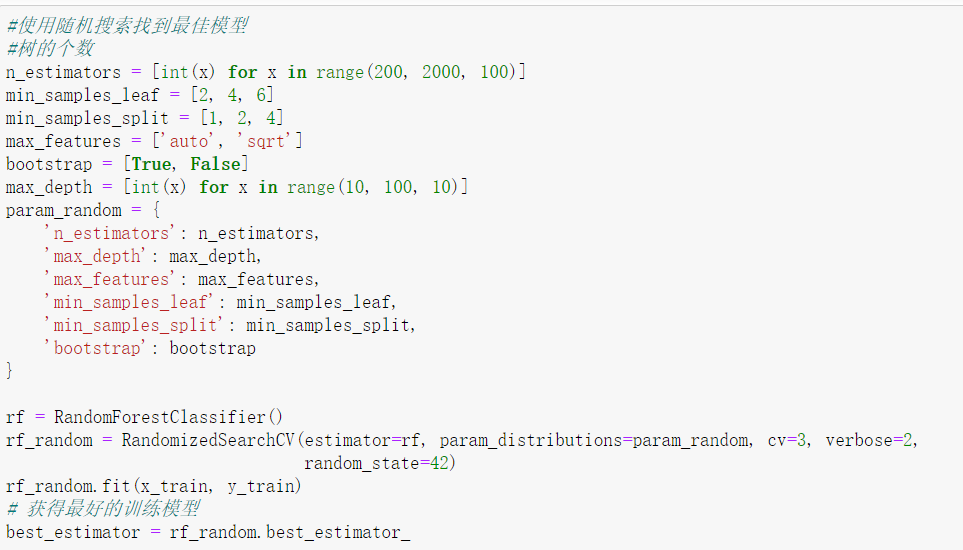 #使用随机搜索找到最佳模型
#树的个数
n_estimators = [int(x) for x in range(200, 2000, 100)]
min_samples_leaf = [2, 4, 6]
min_samples_split = [1, 2, 4]
max_features = ['auto', 'sqrt']
bootstrap = [True, False]
max_depth = [int(x) for x in range(10, 100, 10)]
param_random = {
    'n_estimators': n_estimators,
    'max_depth': max_depth,
    'max_features': max_features,
    'min_samples_leaf': min_samples_leaf,
    'min_samples_split': min_samples_split,
    'bootstrap': bootstrap
}
rf = RandomForestClassifier()
rf_random = RandomizedSearchCV(estimator=rf, param_distributions=param_random, cv=3, verbose=2,
                               random_state=42)
rf_random.fit(x_train, y_train)
# 获得最好的训练模型
best_estimator = rf_random.best_estimator_